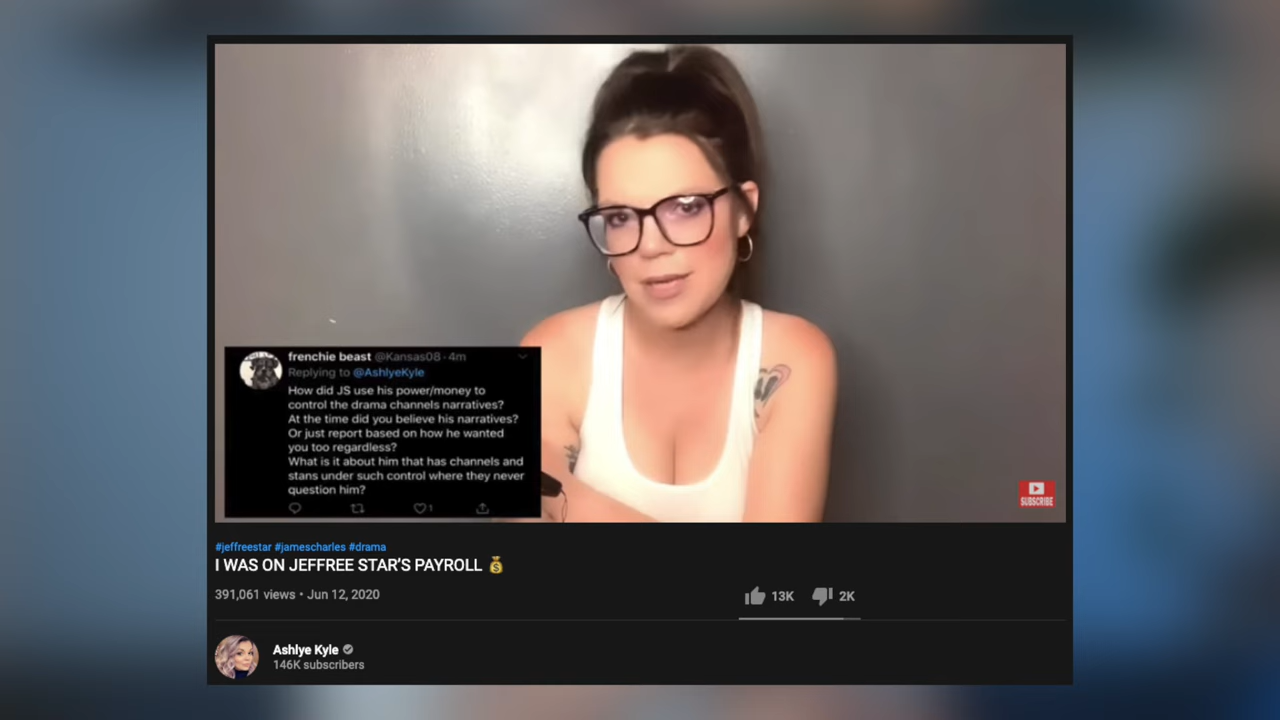 frenchie beast @Kansas08 · 4m
Replying to @AshlyeKyle
How did JS use his power/money to
control the drama channels narratives?
At the time did you believe his narratives?
Or just report based on how he wanted
you too regardless?
What is it about him that has channels and
stans under such control where they never
question him?
1
SUBSCRIBE
#jeffreestar #jamescharles #drama
I WAS ON JEFFREE STAR'S PAYROLL 💰
391,061 views • Jun 12, 2020
13K 2K
Ashlye Kyle
146K subscribers